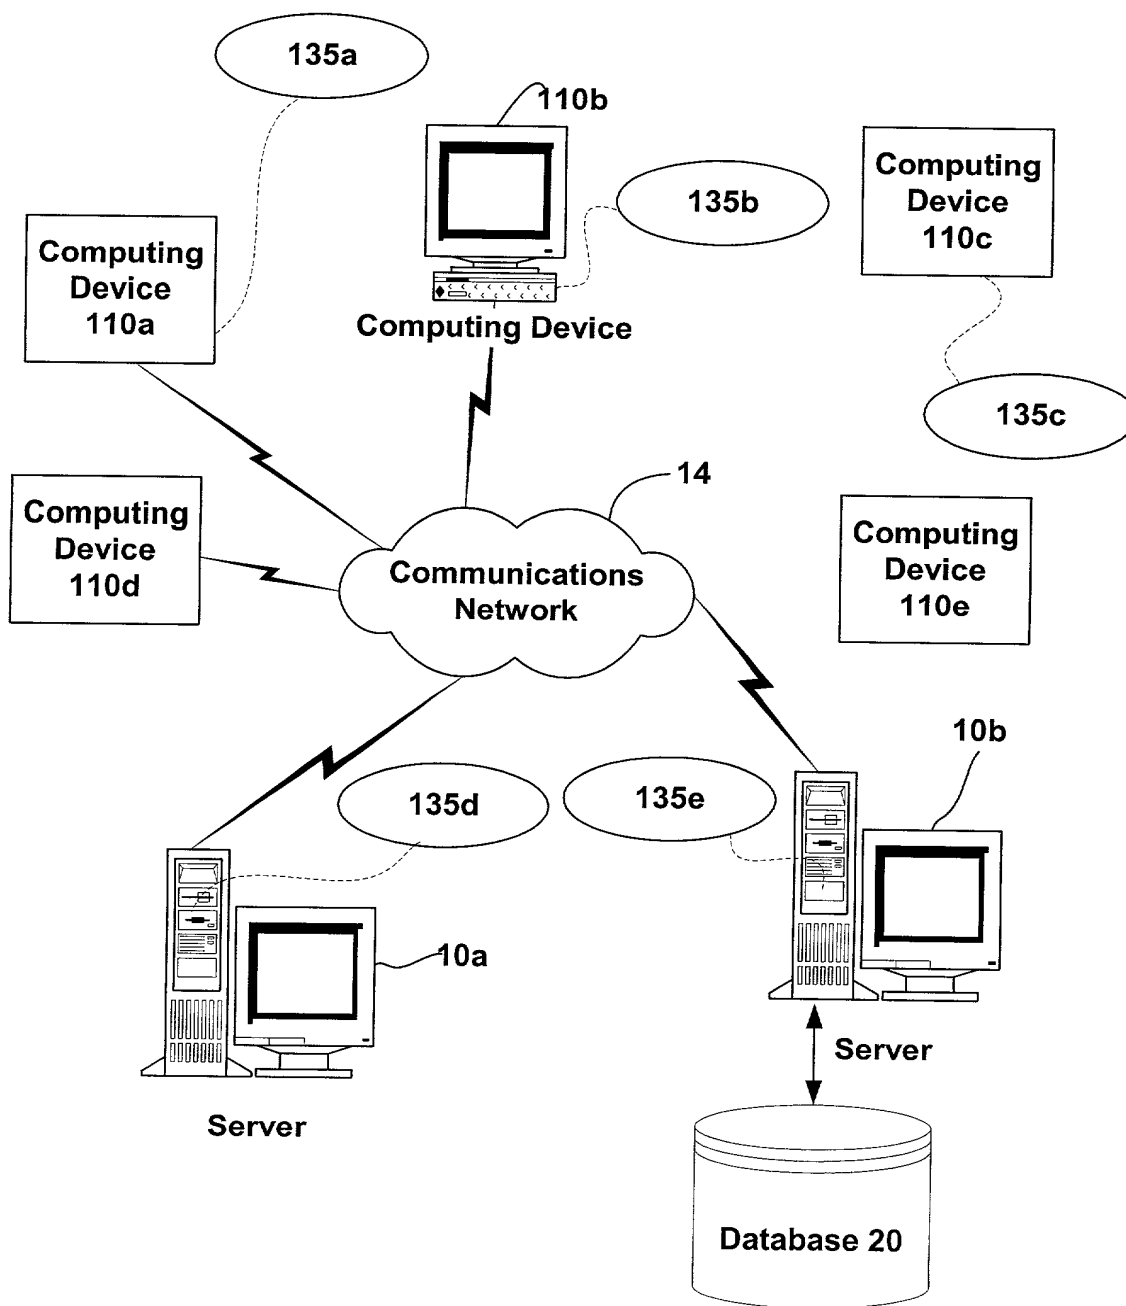 135a
110b
Computing
Device
110c
135b
Computing
Device
110a
Computing Device
135c
14
Computing
Device
110d
Computing
Device
110e
Communications
Network
10b
135d
135e
10a
Server
Server
Database 20